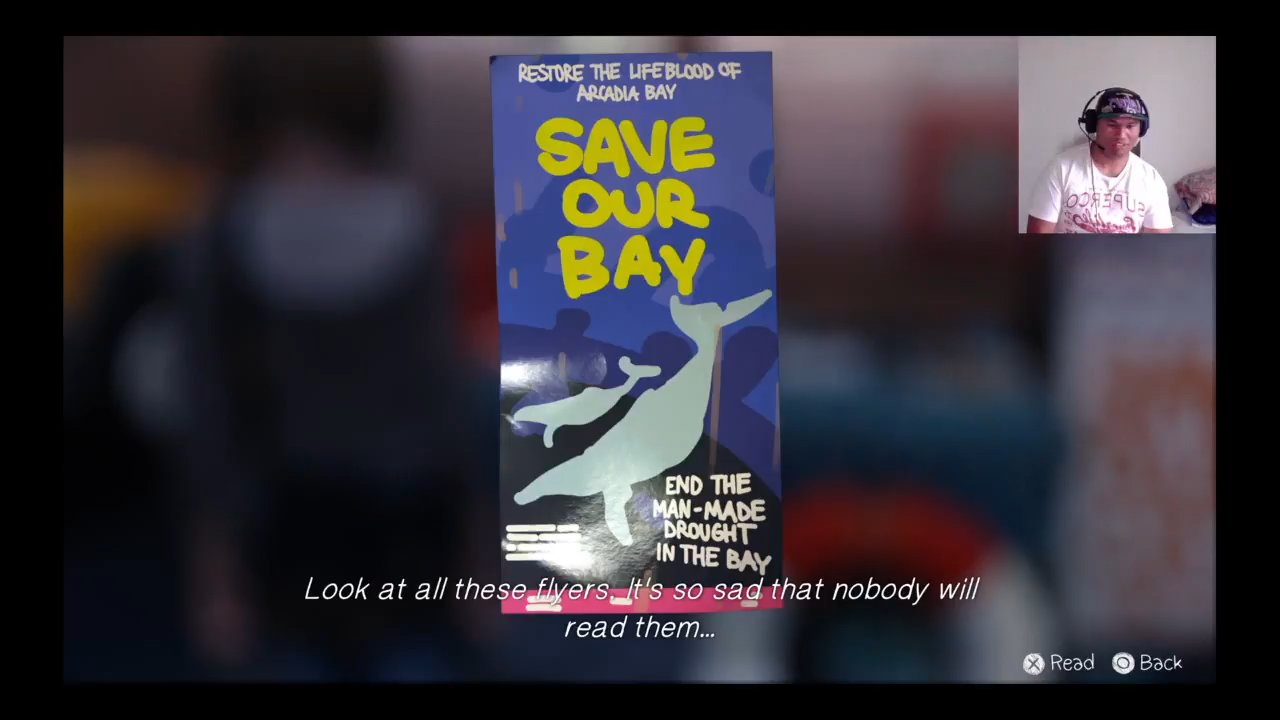 RESTORE THE LIFEBLOOD OF
ARCADIA BAY
SAVE
OUR
BAY
END THE
MAN-MADE
DROUGHT
IN THE BAY
Look at all these flyers. It's so sad that nobody will
read them...
Read Back